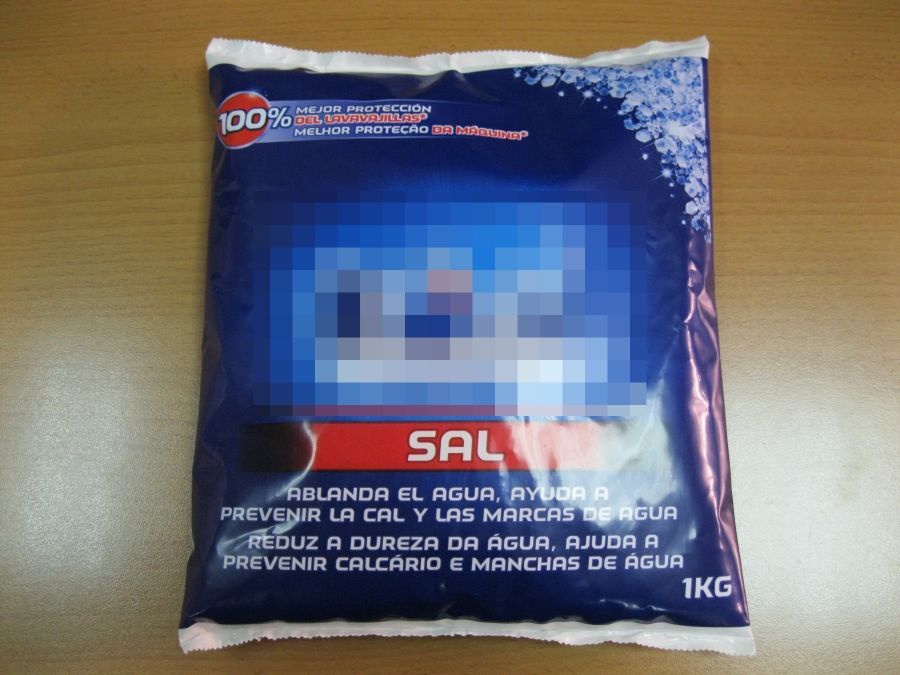 100% MEJOR PROTECCIÓN
DEL LAVAVAJILLAS*
MELHOR PROTEÇÃO DA MÁQUINA*
SAL
ABLANDA EL AGUA, AYUDA A
PREVENIR LA CAL Y LAS MARCAS DE AGUA
REDUZ A DUREZA DA ÁGUA, AJUDA A
PREVENIR CALCÁRIO E MANCHAS DE ÁGUA
1KG